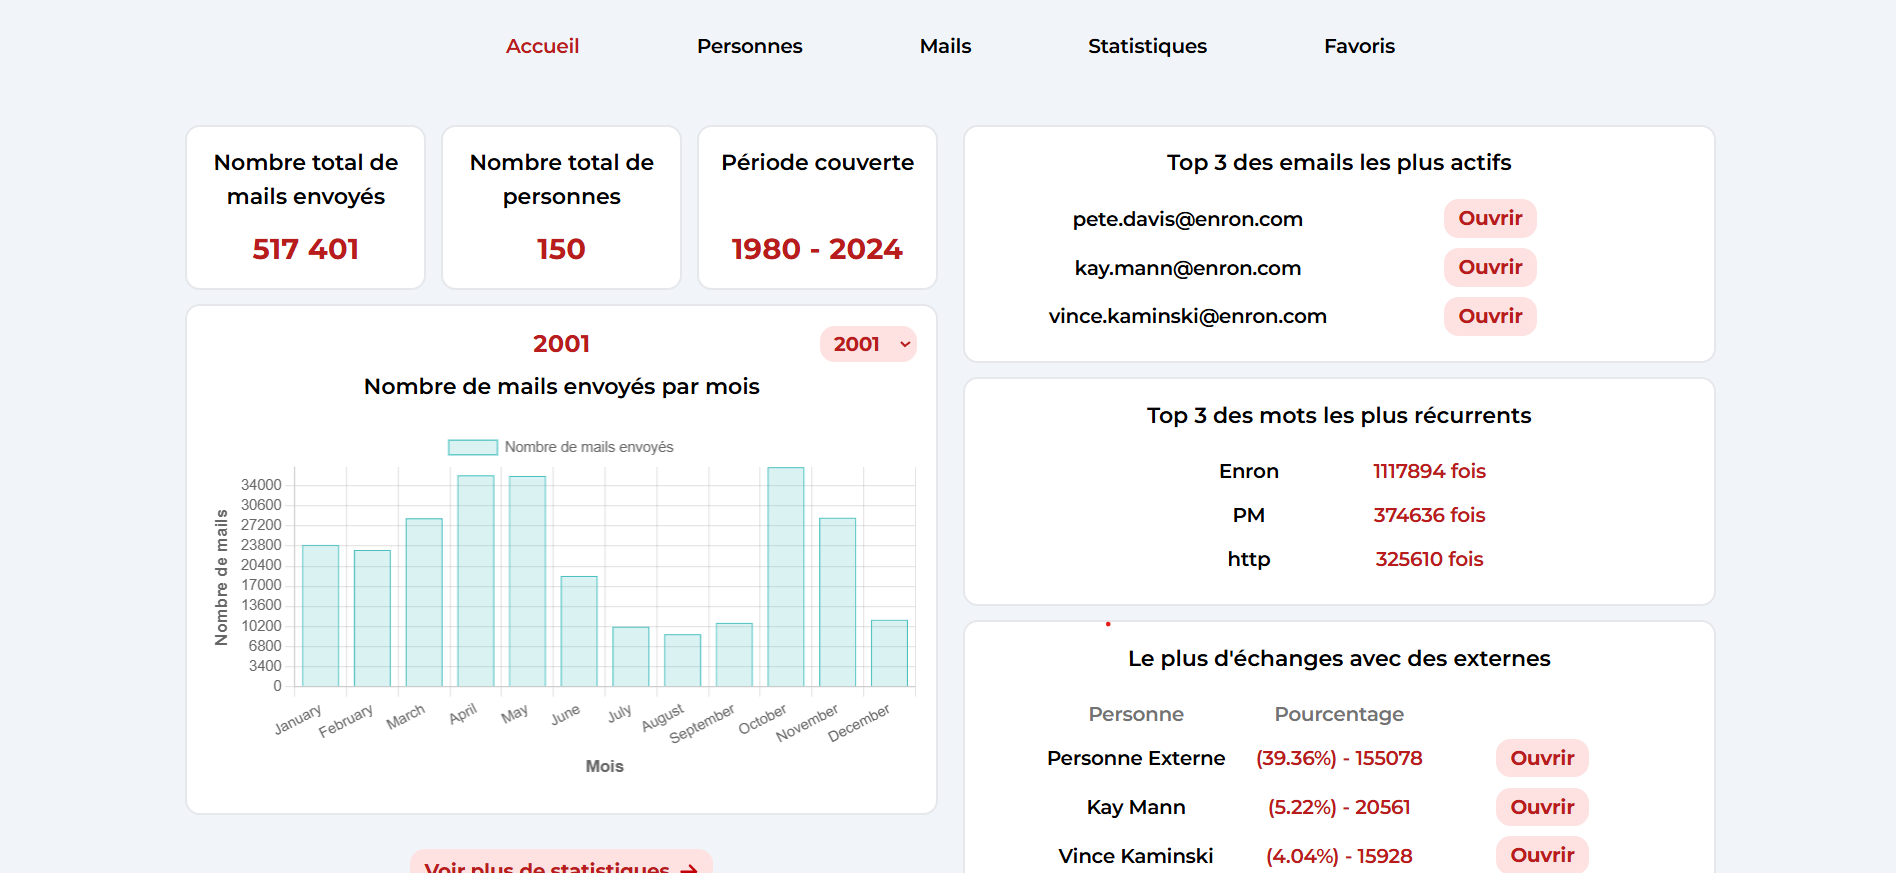 Accueil
Personnes
Mails
Statistiques
Favoris
Nombre total de
mails envoyés
517 401
Nombre total de
personnes
150
Période couverte
1980 - 2024
2001
2001
Nombre de mails envoyés par mois
Nombre de mails envoyés
Nombre de mails
34000
30600
27200
23800
20400
17000
13600
10200
6800
3400
0
January
February
March
April
May
June
July
August
September
October
November
December
Mois
Voir plus de statistiques →
Top 3 des emails les plus actifs
pete.davis@enron.com Ouvrir
kay.mann@enron.com Ouvrir
vince.kaminski@enron.com Ouvrir
Top 3 des mots les plus récurrents
Enron 1117894 fois
PM 374636 fois
http 325610 fois
Le plus d'échanges avec des externes
Personne Pourcentage
Personne Externe (39.36%) - 155078 Ouvrir
Kay Mann (5.22%) - 20561 Ouvrir
Vince Kaminski (4.04%) - 15928 Ouvrir